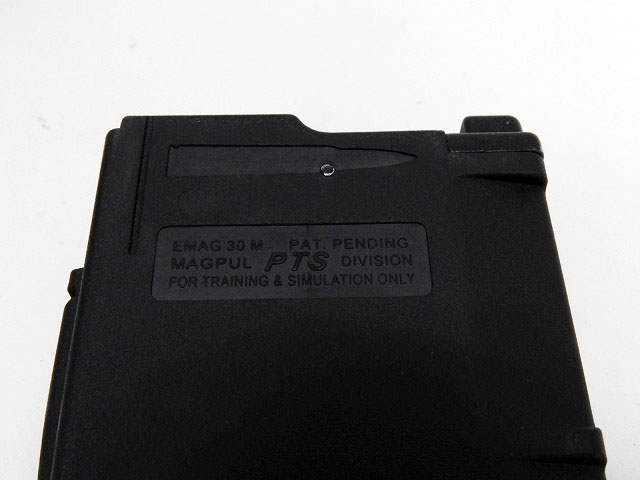 EMAG 30 M PAT. PENDING
MAGPUL PTS DIVISION
FOR TRAINING & SIMULATION ONLY